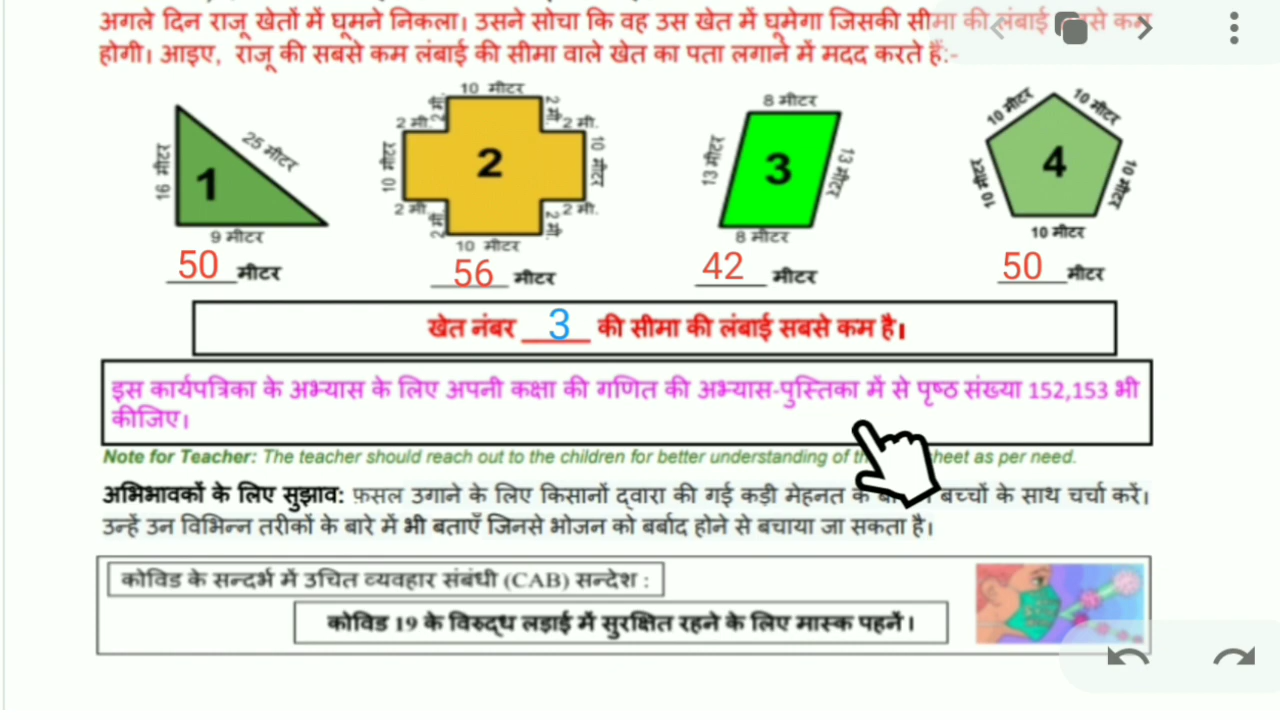 अगले दिन राजू खेतों में घूमने निकला। उसने सोचा कि वह उस खेत में घूमेगा जिसकी सीमा की लंबाई से कम
होगी। आइए, राजू की सबसे कम लंबाई की सीमा वाले खेत का पता लगाने में मदद करते हैं:-
16 मीटर
25 मीटर
1
9 मीटर
50 मीटर
10 मीटर
2 मी.
2 मी.
2 मी.
2 मी.
10 मीटर
2
10 मीटर
2 मी.
2 मी.
2 मी.
2 मी.
10 मीटर
56 मीटर
8 मीटर
13 मीटर
3
13 मीटर
8 मीटर
42 मीटर
10 मीटर
10 मीटर
10 मीटर
4
10 मीटर
10 मीटर
50 मीटर
खेत नंबर 3 की सीमा की लंबाई सबसे कम है।
इस कार्यपत्रिका के अभ्यास के लिए अपनी कक्षा की गणित की अभ्यास-पुस्तिका में से पृष्ठ संख्या 152,153 भी
कीजिए।
Note for Teacher: The teacher should reach out to the children for better understanding of as per need.
अभिभावकों के लिए सुझाव: फ़सल उगाने के लिए किसानों द्वारा की गई कड़ी मेहनत के बच्चों के साथ चर्चा करें।
उन्हें उन विभिन्न तरीकों के बारे में भी बताएँ जिनसे भोजन को बर्बाद होने से बचाया जा सकता है।
कोविड के सन्दर्भ में उचित व्यवहार संबंधी (CAB) सन्देश :
कोविड 19 के विरुद्ध लड़ाई में सुरक्षित रहने के लिए मास्क पहनें।